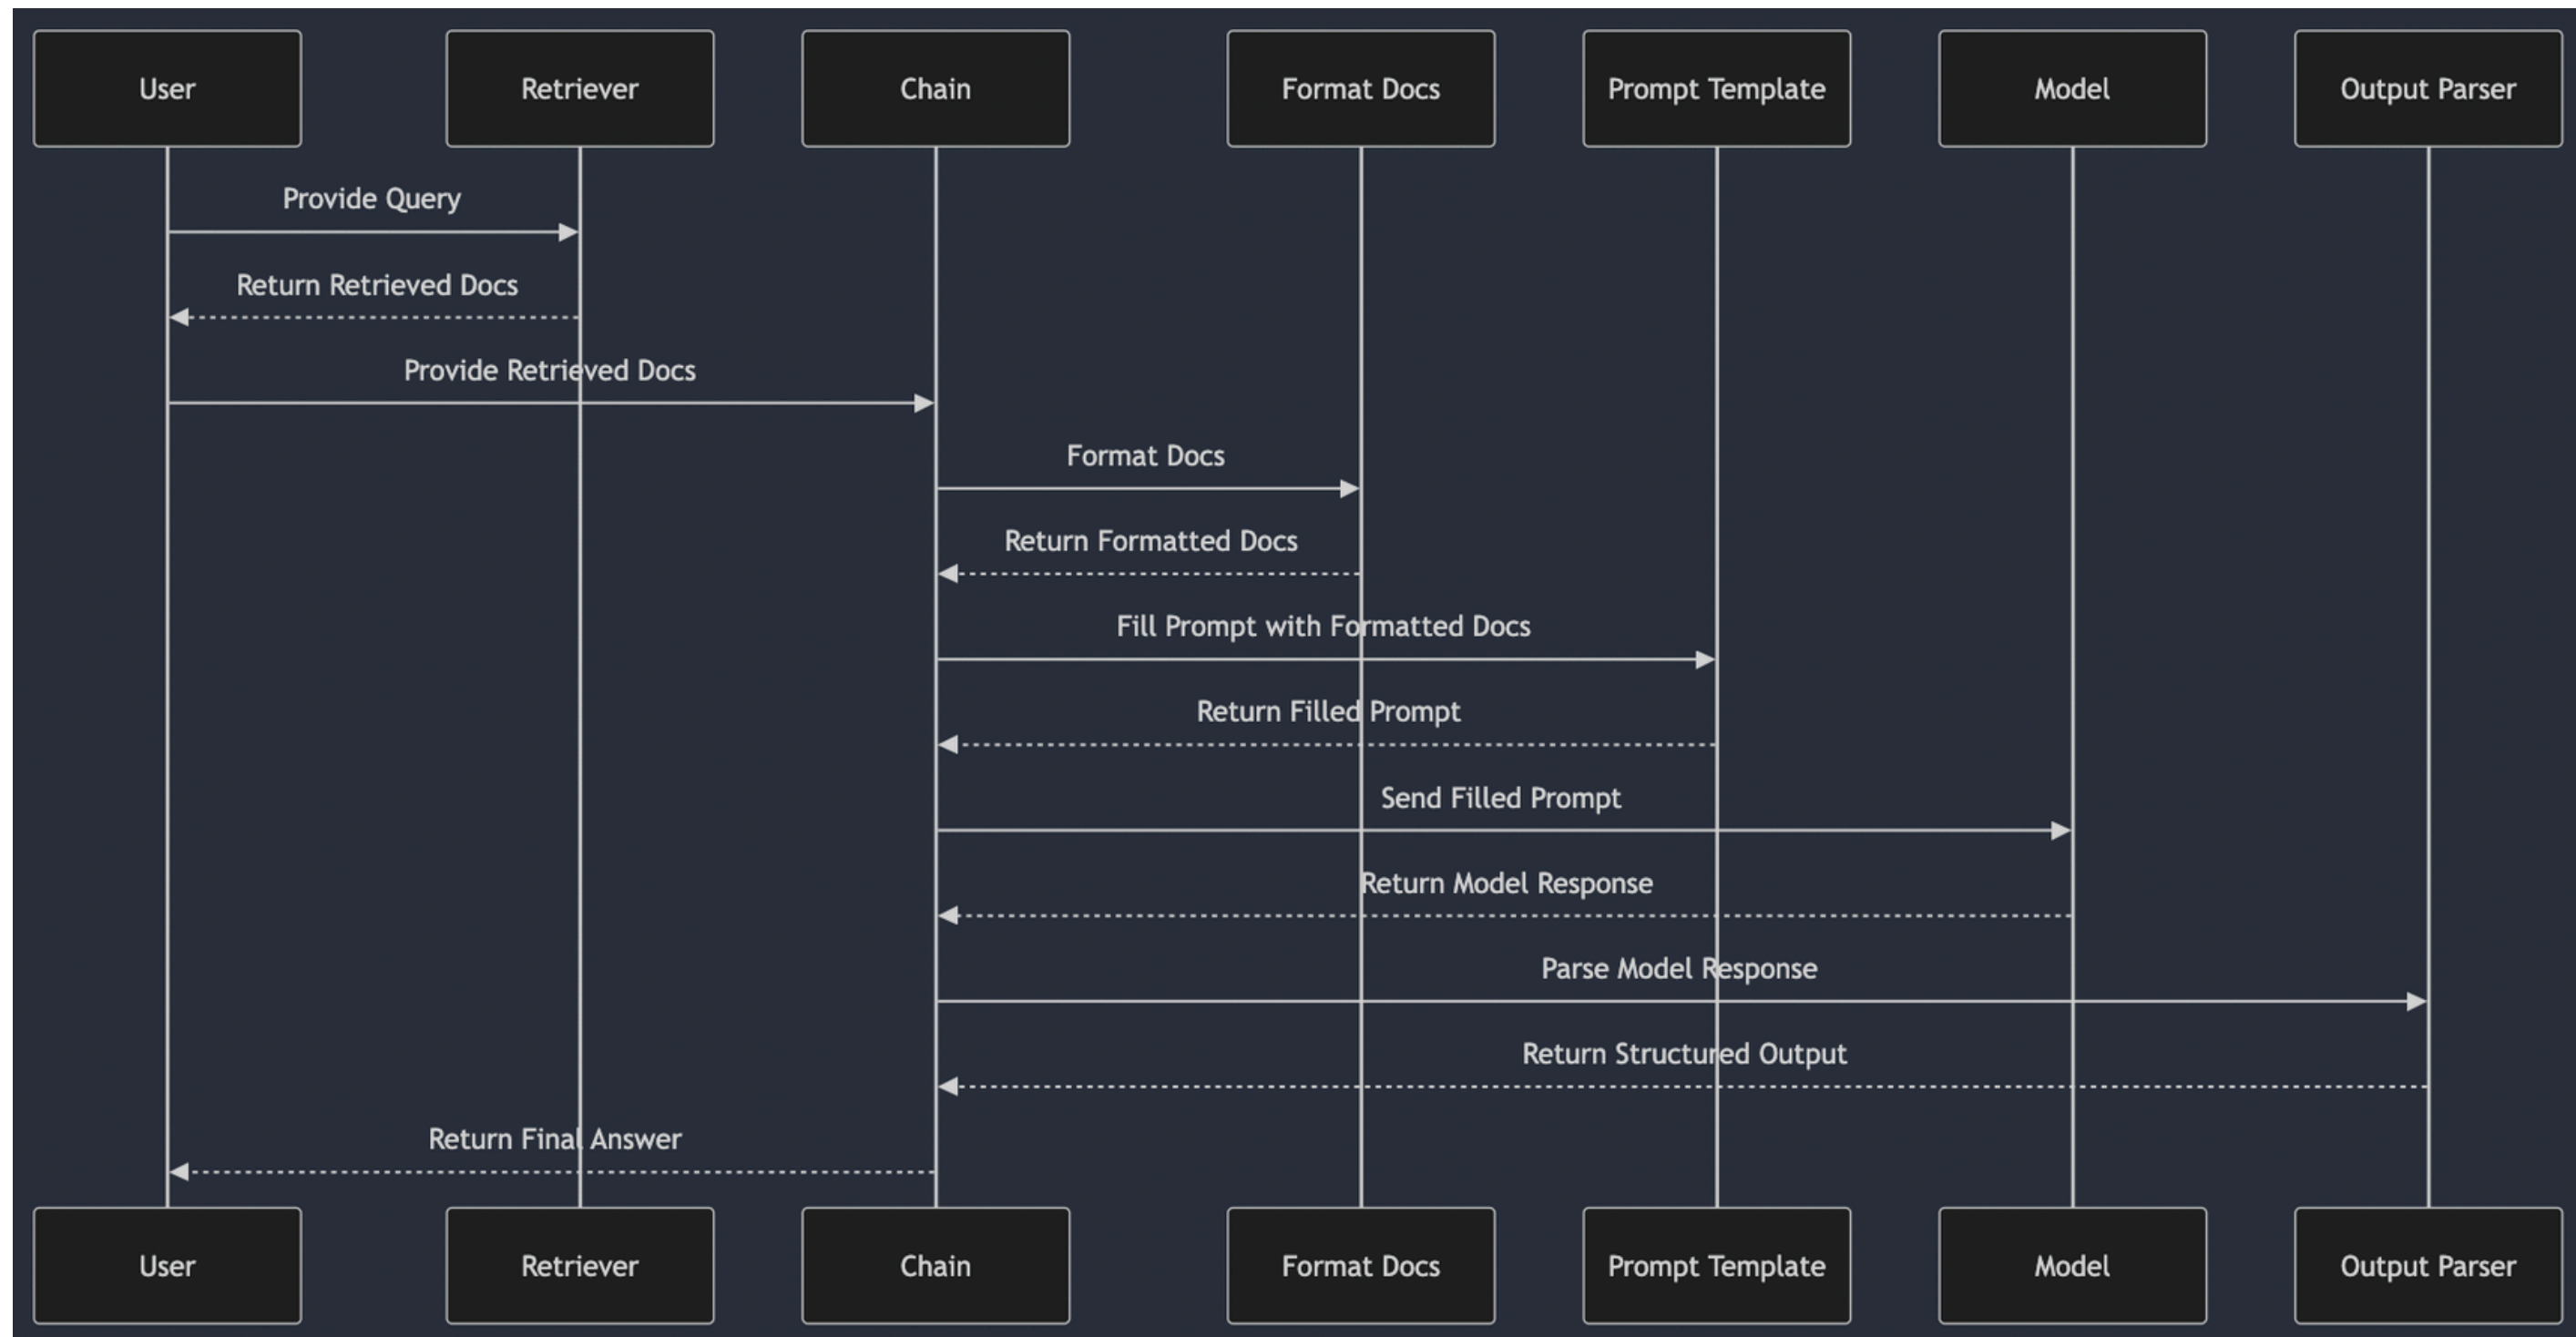 User
Retriever
Chain
Format Docs
Prompt Template
Model
Output Parser
Provide Query
Return Retrieved Docs
Provide Retrieved Docs
Format Docs
Return Formatted Docs
Fill Prompt with Formatted Docs
Return Filled Prompt
Send Filled Prompt
Return Model Response
Parse Model Response
Return Structured Output
Return Final Answer
User
Retriever
Chain
Format Docs
Prompt Template
Model
Output Parser